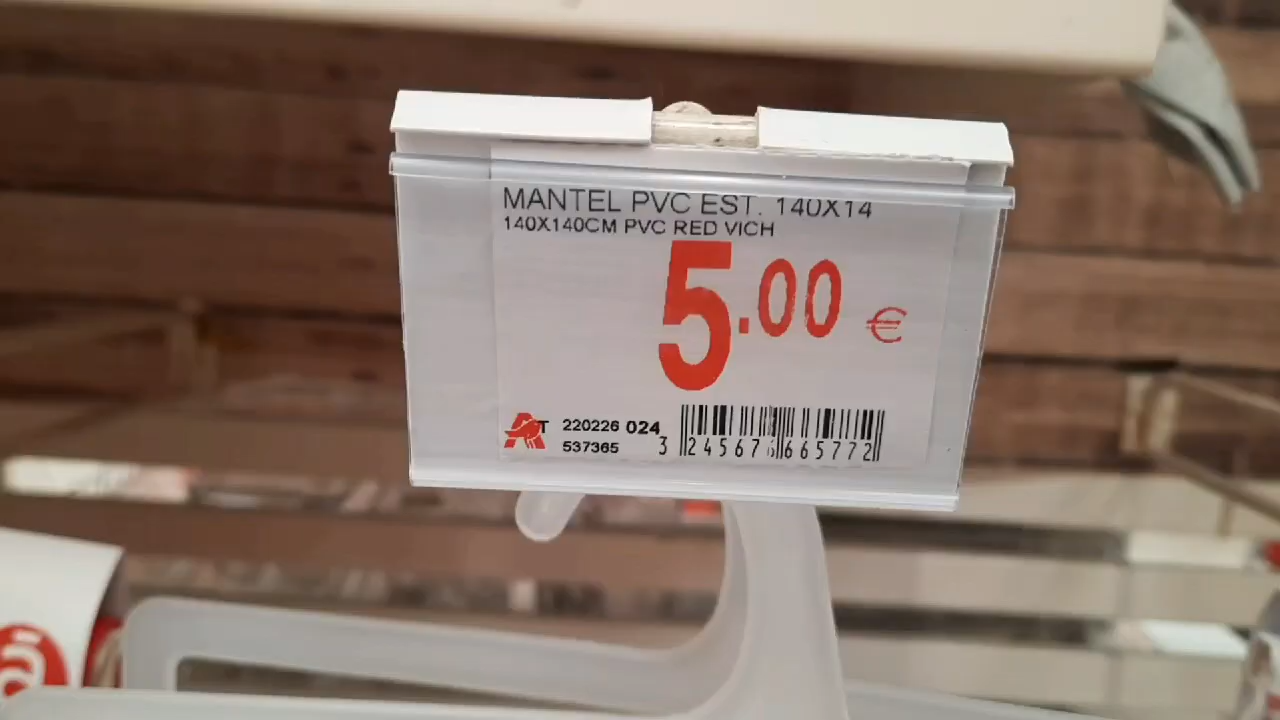 MANTEL PVC EST. 140X14
140X140CM PVC RED VICH
5.00 €
220226 024
537365
3 245676 665772